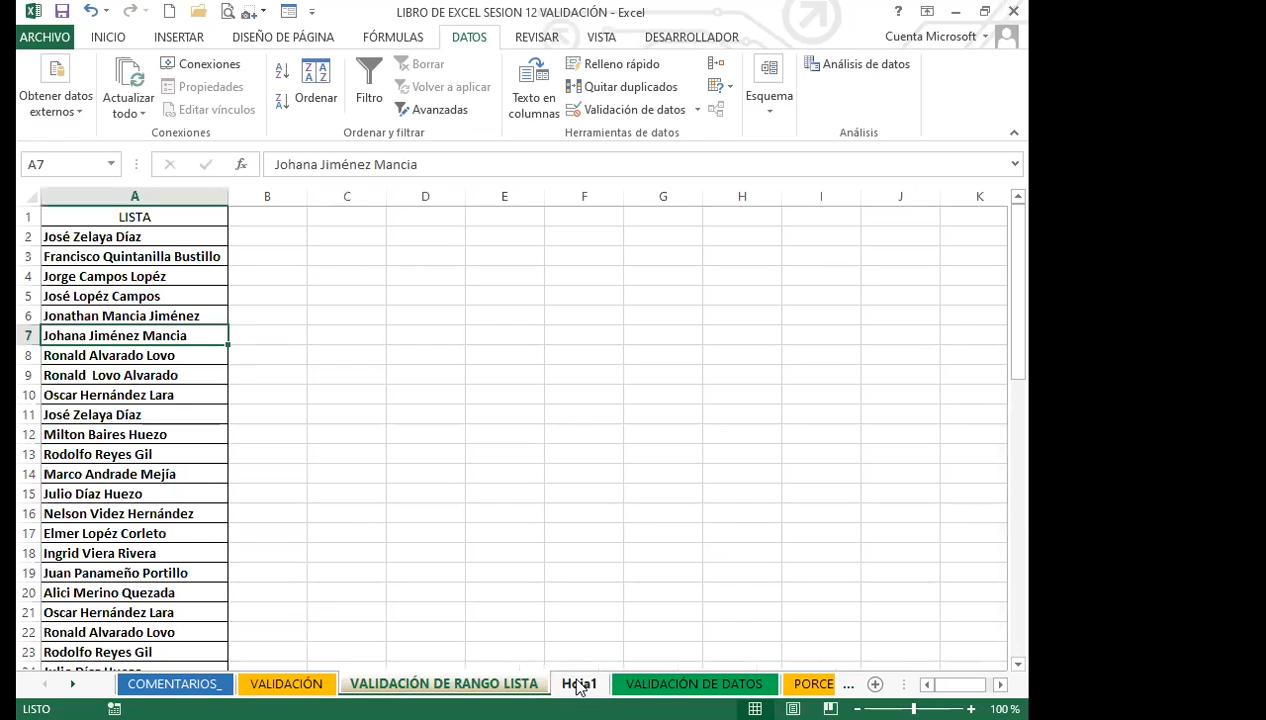 LIBRO DE EXCEL SESION 12 VALIDACIÓN - Excel
?
ARCHIVO INICIO INSERTAR DISEÑO DE PÁGINA FÓRMULAS DATOS REVISAR VISTA DESARROLLADOR Cuenta Microsoft
Obtener datos externos
Actualizar todo
Conexiones
Propiedades
Editar vínculos
Conexiones
Ordenar
Filtro
Borrar
Volver a aplicar
Avanzadas
Ordenar y filtrar
Texto en columnas
Relleno rápido
Quitar duplicados
Validación de datos
Herramientas de datos
Esquema
Análisis de datos
Análisis
A7 fx Johana Jiménez Mancia
A B C D E F G H I J K
1 LISTA
2 José Zelaya Díaz
3 Francisco Quintanilla Bustillo
4 Jorge Campos Lopéz
5 José Lopéz Campos
6 Jonathan Mancia Jiménez
7 Johana Jiménez Mancia
8 Ronald Alvarado Lovo
9 Ronald  Lovo Alvarado
10 Oscar Hernández Lara
11 José Zelaya Díaz
12 Milton Baires Huezo
13 Rodolfo Reyes Gil
14 Marco Andrade Mejía
15 Julio Díaz Huezo
16 Nelson Videz Hernández
17 Elmer Lopéz Corleto
18 Ingrid Viera Rivera
19 Juan Panameño Portillo
20 Alici Merino Quezada
21 Oscar Hernández Lara
22 Ronald Alvarado Lovo
23 Rodolfo Reyes Gil
COMENTARIOS_ VALIDACIÓN VALIDACIÓN DE RANGO LISTA Hoja1 VALIDACIÓN DE DATOS PORCE ...
LISTO 100 %